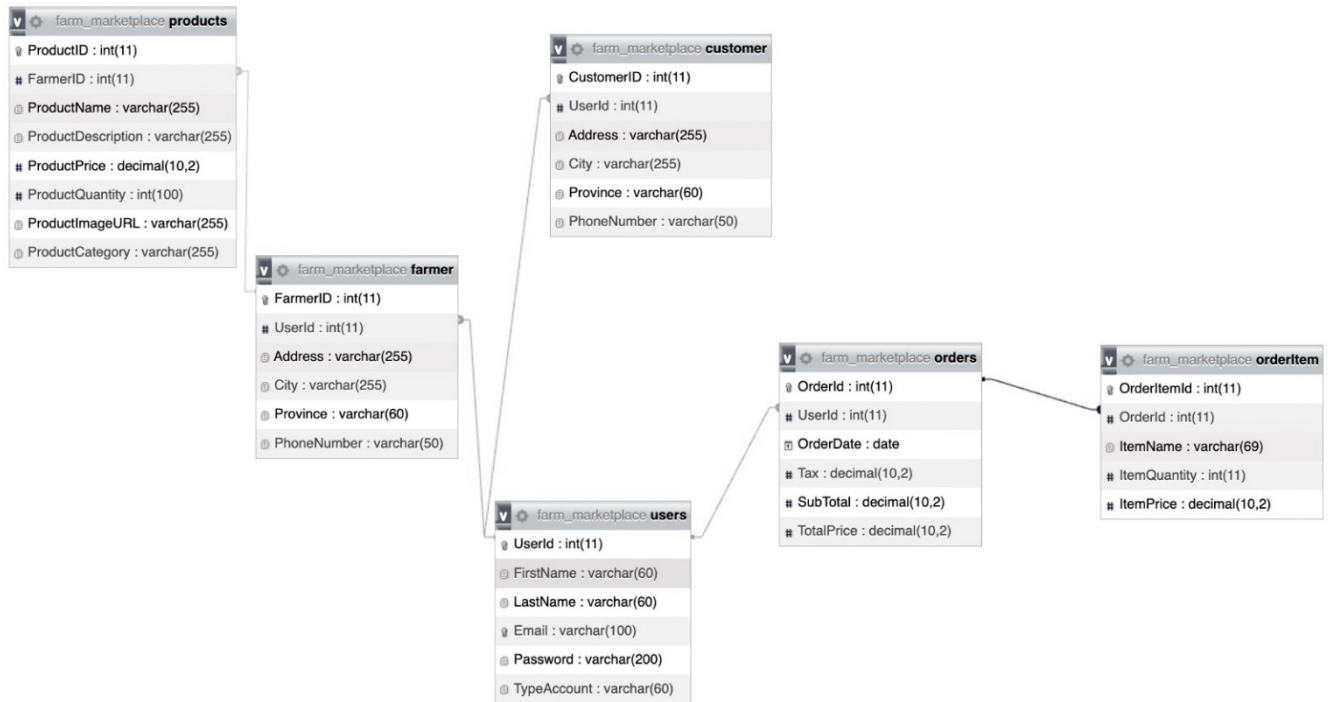 farm_marketplace products
ProductID : int(11)
FarmerID : int(11)
ProductName : varchar(255)
ProductDescription : varchar(255)
ProductPrice : decimal(10,2)
ProductQuantity : int(100)
ProductImageURL : varchar(255)
ProductCategory : varchar(255)
farm_marketplace customer
CustomerID : int(11)
UserId : int(11)
Address : varchar(255)
City : varchar(255)
Province : varchar(60)
PhoneNumber : varchar(50)
farm_marketplace farmer
FarmerID : int(11)
UserId : int(11)
Address : varchar(255)
City : varchar(255)
Province : varchar(60)
PhoneNumber : varchar(50)
farm_marketplace orders
OrderId : int(11)
UserId : int(11)
OrderDate : date
Tax : decimal(10,2)
SubTotal : decimal(10,2)
TotalPrice : decimal(10,2)
farm_marketplace orderItem
OrderItemId : int(11)
OrderId : int(11)
ItemName : varchar(69)
ItemQuantity : int(11)
ItemPrice : decimal(10,2)
farm_marketplace users
UserId : int(11)
FirstName : varchar(60)
LastName : varchar(60)
Email : varchar(100)
Password : varchar(200)
TypeAccount : varchar(60)